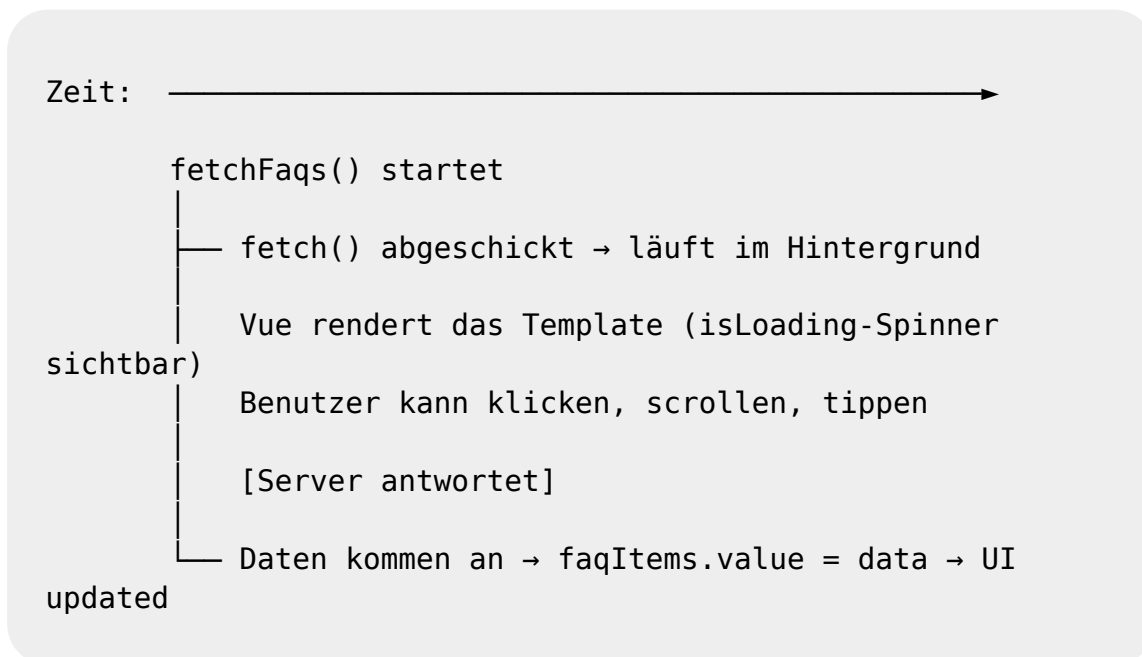 Zeit:  ──────────────────────────────────────────────►
fetchFaqs() startet
│
├── fetch() abgeschickt → läuft im Hintergrund
│
│   Vue rendert das Template (isLoading-Spinner
sichtbar)
│   Benutzer kann klicken, scrollen, tippen
│
│   [Server antwortet]
│
└── Daten kommen an → faqItems.value = data → UI
updated